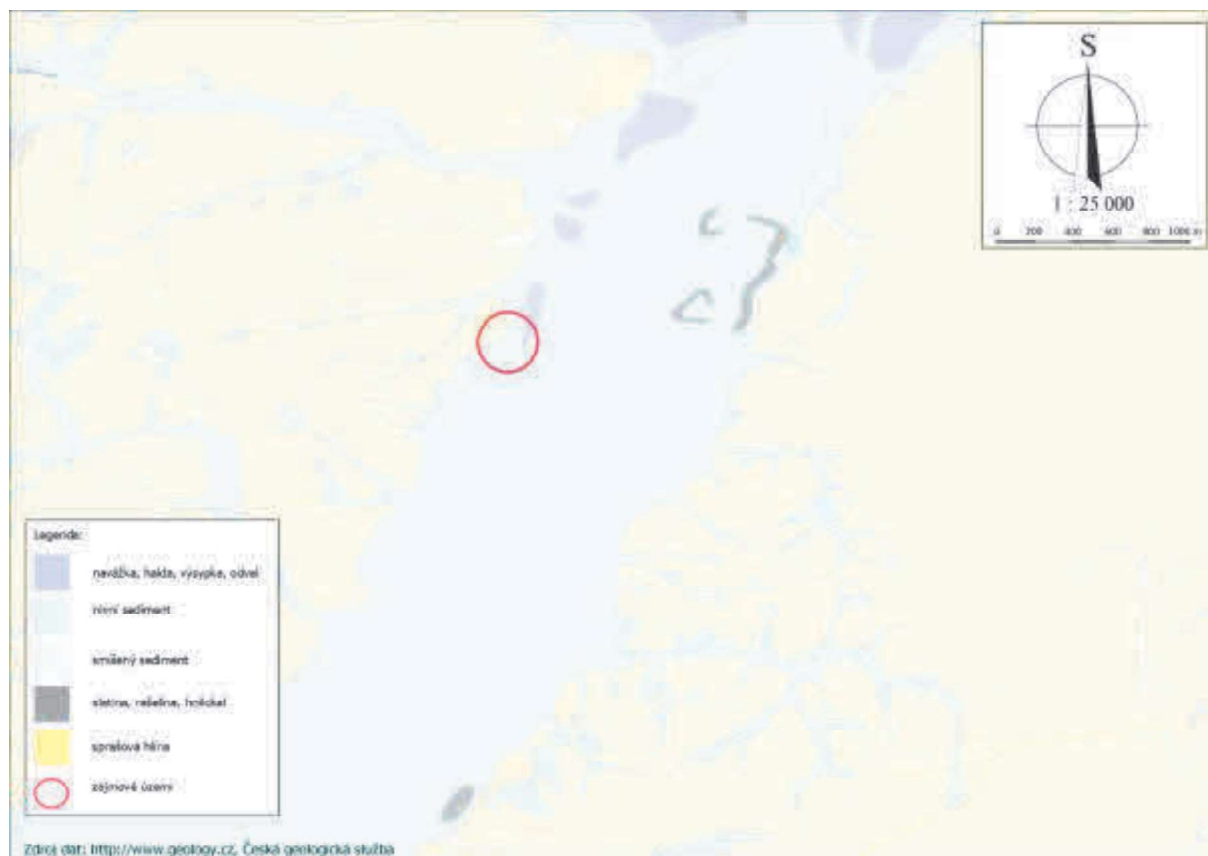 S
1 : 25 000
0 200 400 600 800 1000 m
Legenda:
navážka, halda, výsypka, odval
nivní sediment
smíšený sediment
slatina, rašelina, hnilokal
sprašová hlína
zájmové území
Zdroj dat: http://www.geology.cz, Česká geologická služba